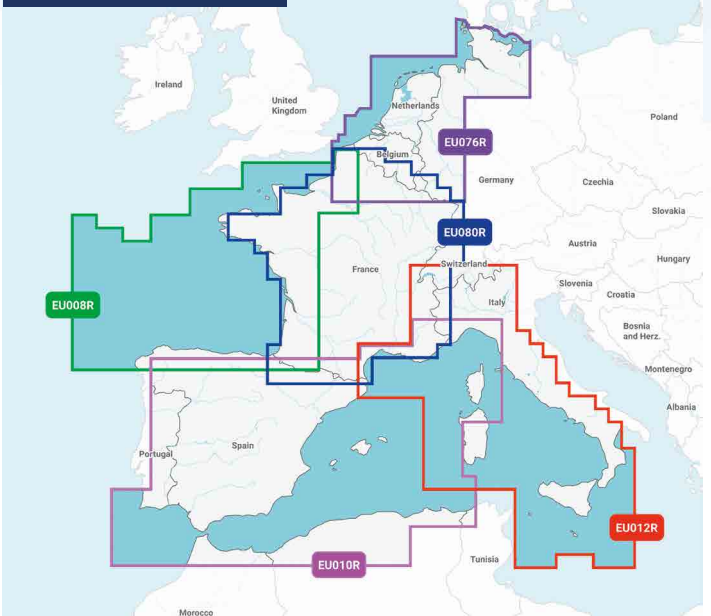 Ireland
United
Kingdom
Netherlands
Poland
EU076R
Belgium
Germany
Czechia
Slovakia
EU080R
Austria
Hungary
Switzerland
France
Slovenia
Italy
Croatia
EU008R
Bosnia
and Herz.
Montenegro
Albania
Spain
Portugal
EU012R
EU010R
Tunisia
Morocco